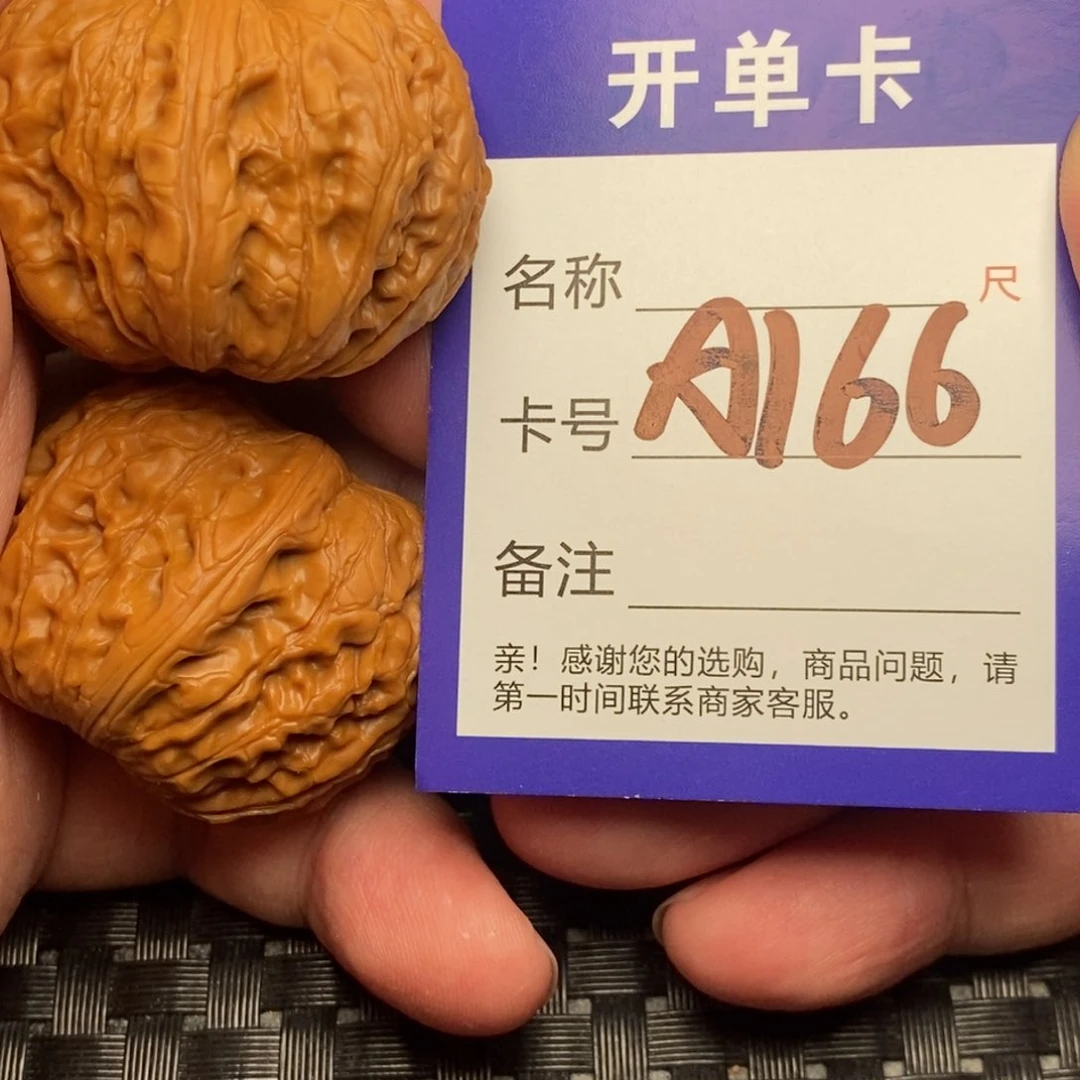 开单卡
名称
尺
卡号 A166
备注
亲！感谢您的选购，商品问题，请
第一时间联系商家客服。